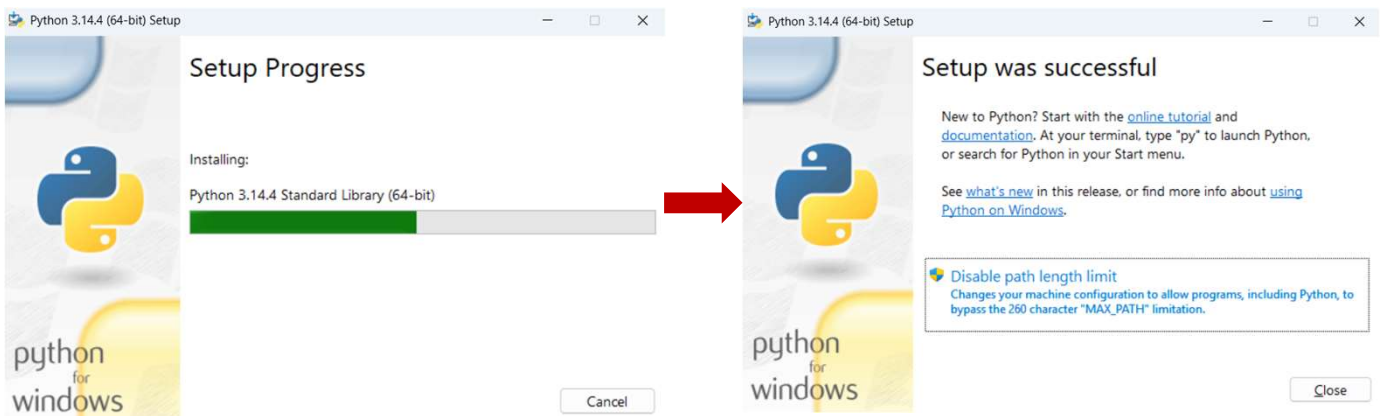 Python 3.14.4 (64-bit) Setup
Setup Progress
Installing:
Python 3.14.4 Standard Library (64-bit)
python
for
windows
Cancel
Python 3.14.4 (64-bit) Setup
Setup was successful
New to Python? Start with the online tutorial and
documentation. At your terminal, type "py" to launch Python,
or search for Python in your Start menu.
See what's new in this release, or find more info about using
Python on Windows.
Disable path length limit
Changes your machine configuration to allow programs, including Python, to
bypass the 260 character "MAX_PATH" limitation.
python
for
windows
Close